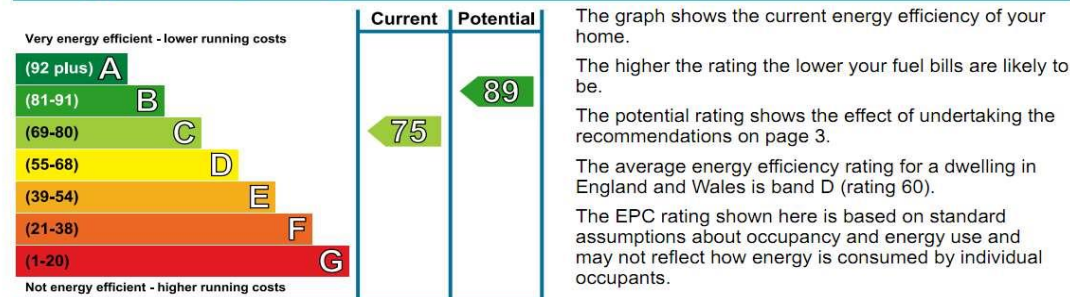 Current Potential
Very energy efficient - lower running costs
(92 plus) A
(81-91) B
(69-80) C
(55-68) D
(39-54) E
(21-38) F
(1-20) G
Not energy efficient - higher running costs
89
75
The graph shows the current energy efficiency of your
home.
The higher the rating the lower your fuel bills are likely to
be.
The potential rating shows the effect of undertaking the
recommendations on page 3.
The average energy efficiency rating for a dwelling in
England and Wales is band D (rating 60).
The EPC rating shown here is based on standard
assumptions about occupancy and energy use and
may not reflect how energy is consumed by individual
occupants.